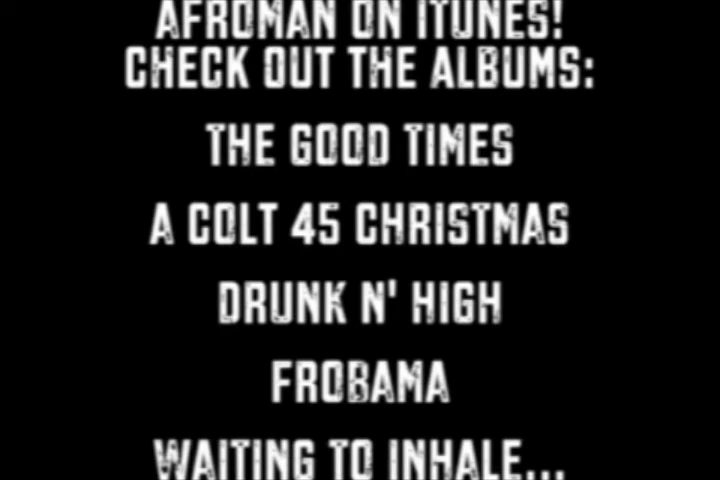 AFROMAN ON ITUNES!
CHECK OUT THE ALBUMS:
THE GOOD TIMES
A COLT 45 CHRISTMAS
DRUNK N' HIGH
FROBAMA
WAITING TO INHALE...